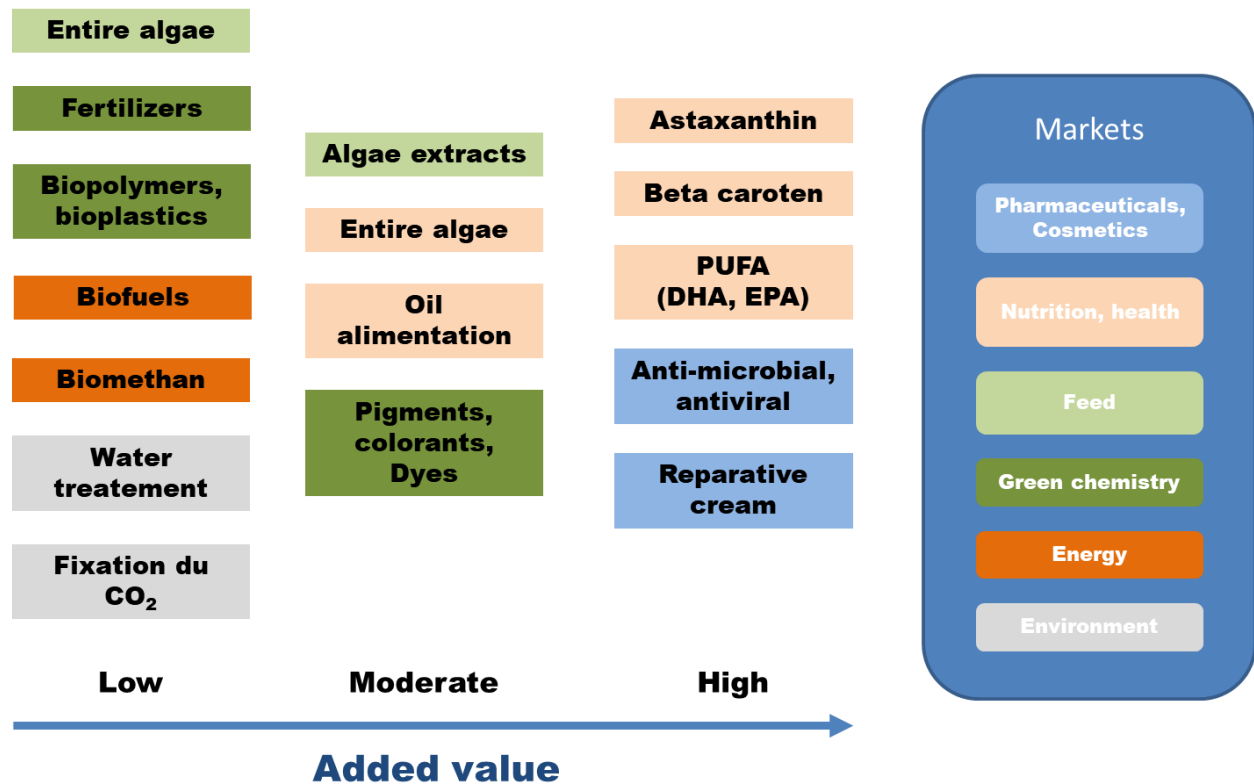 Entire algae
Fertilizers
Biopolymers,
bioplastics
Biofuels
Biomethan
Water
treatement
Fixation du
CO₂
Algae extracts
Entire algae
Oil
alimentation
Pigments,
colorants,
Dyes
Astaxanthin
Beta caroten
PUFA
(DHA, EPA)
Anti-microbial,
antiviral
Reparative
cream
Markets
Pharmaceuticals,
Cosmetics
Nutrition, health
Feed
Green chemistry
Energy
Environment
Low
Moderate
High
Added value